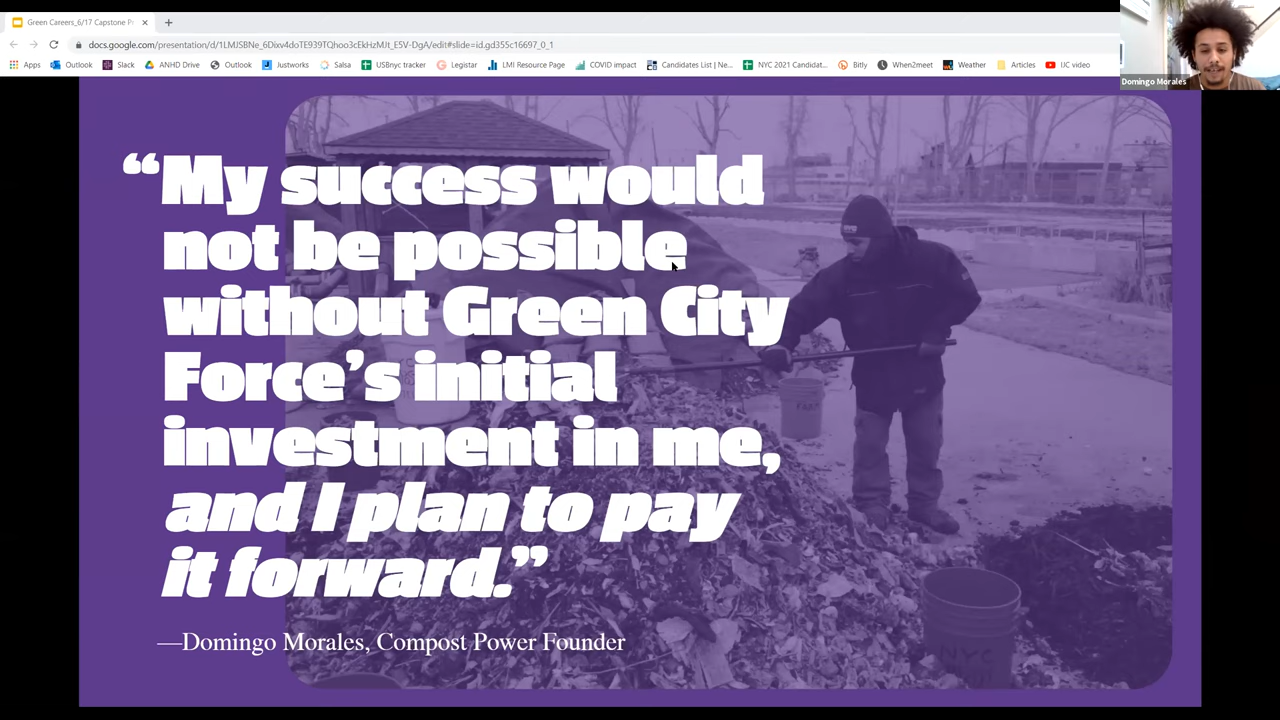 Green Careers_6/17 Capstone Pr
docs.google.com/presentation/d/1LMJSBNe_6Dixv4doTE939TQhoo3cEkHzMJt_E5V-DgA/edit#slide=id.gd355c16697_0_1
Apps Outlook Slack ANHD Drive Outlook Justworks Salsa USBnyc tracker Legistar LMI Resource Page COVID impact Candidates List | Ne... NYC 2021 Candidat... Bitly When2meet Weather Articles IJC video
Domingo Morales
“My success would
not be possible
without Green City
Force’s initial
investment in me,
and I plan to pay
it forward.”
—Domingo Morales, Compost Power Founder
NYC